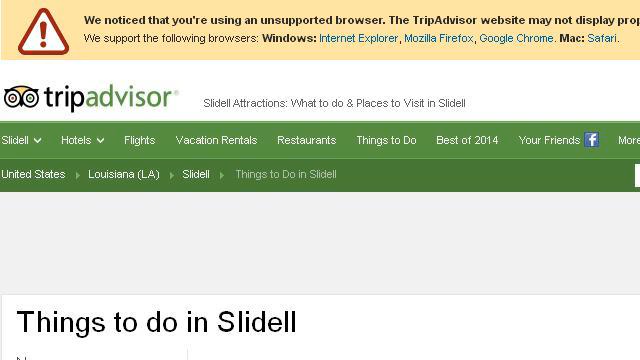 We noticed that you're using an unsupported browser. The TripAdvisor website may not display
We support the following browsers: Windows: Internet Explorer, Mozilla Firefox, Google Chrome. Mac: Safari.
tripadvisor®
Slidell Attractions: What to do & Places to Visit in Slidell
Slidell Hotels Flights Vacation Rentals Restaurants Things to Do Best of 2014 Your Friends f More
United States Louisiana (LA) Slidell Things to Do in Slidell
Things to do in Slidell